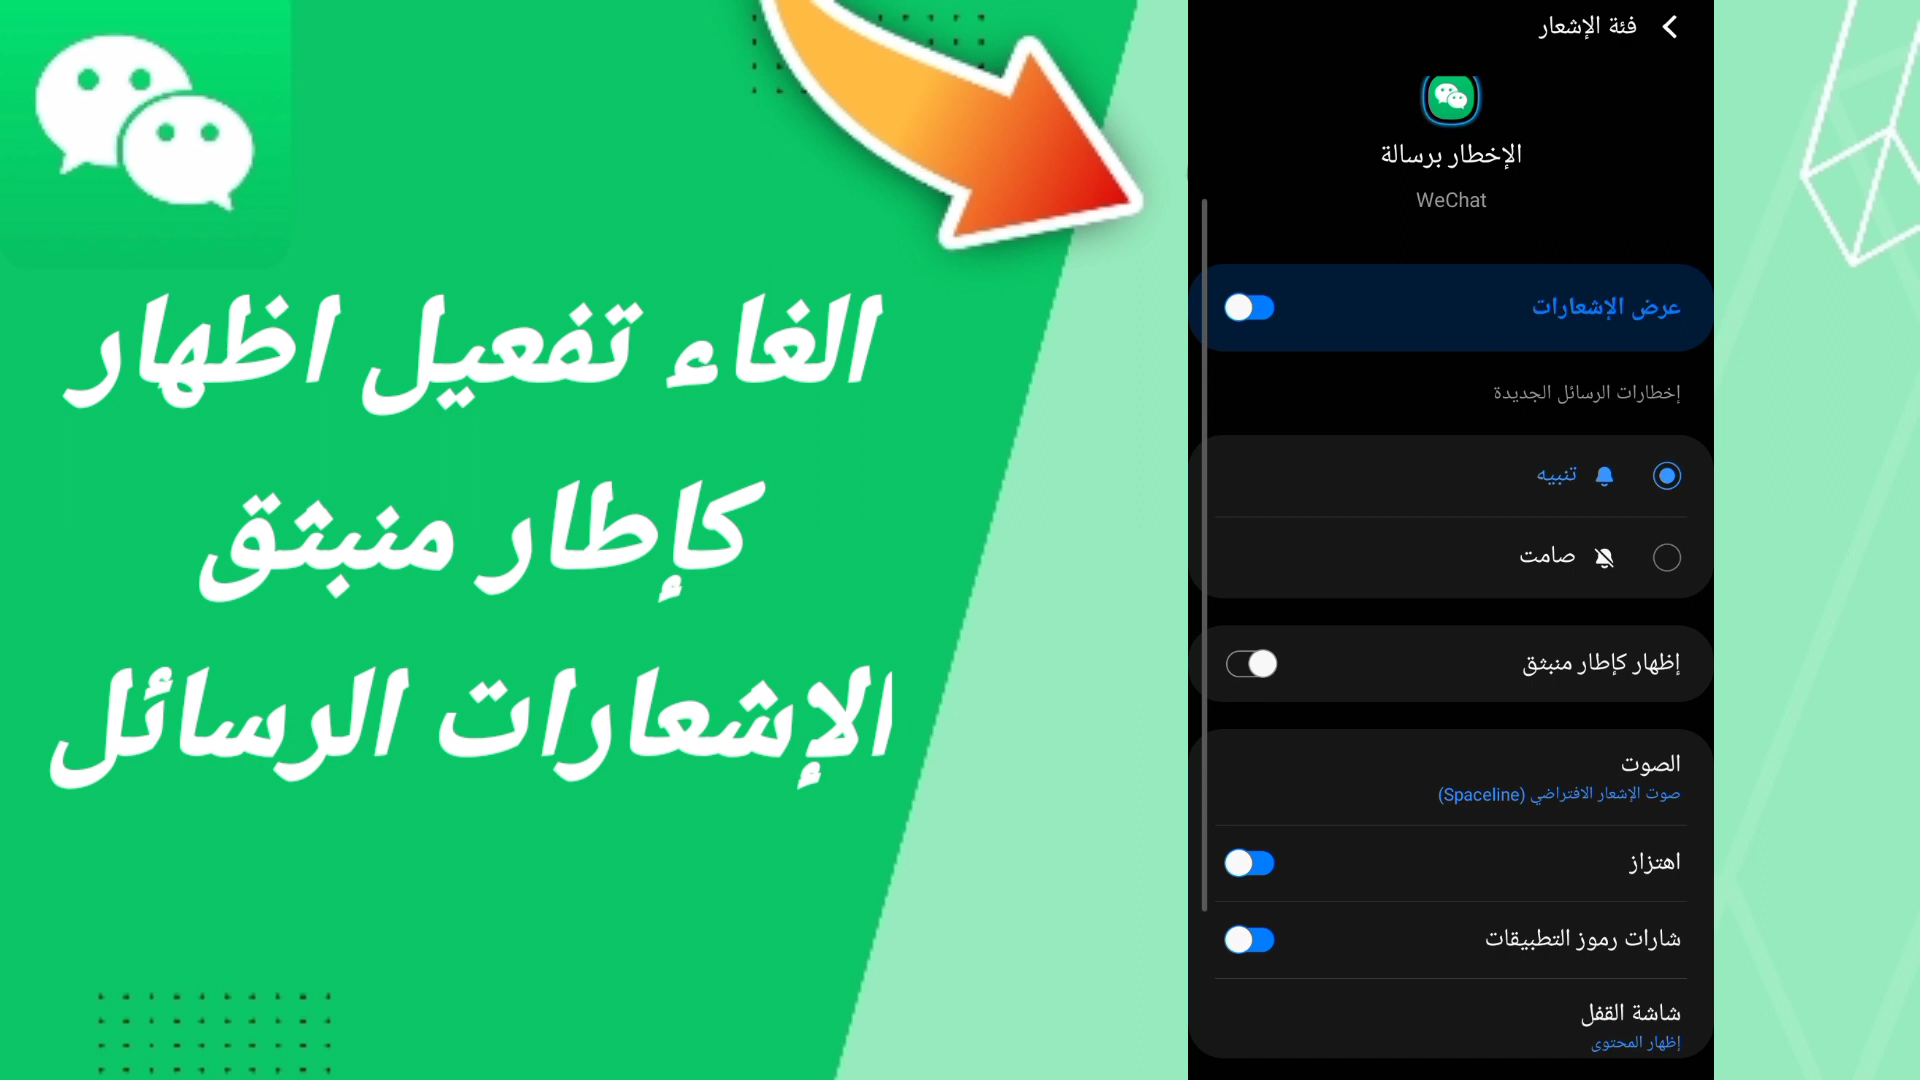 الغاء تفعيل اظهار
كإطار منبثق
الإشعارات الرسائل
فئة الإشعار
الإخطار برسالة
WeChat
عرض الإشعارات
إخطارات الرسائل الجديدة
تنبيه
صامت
إظهار كإطار منبثق
الصوت
صوت الإشعار الافتراضي (Spaceline)
اهتزاز
شارات رموز التطبيقات
شاشة القفل
إظهار المحتوى